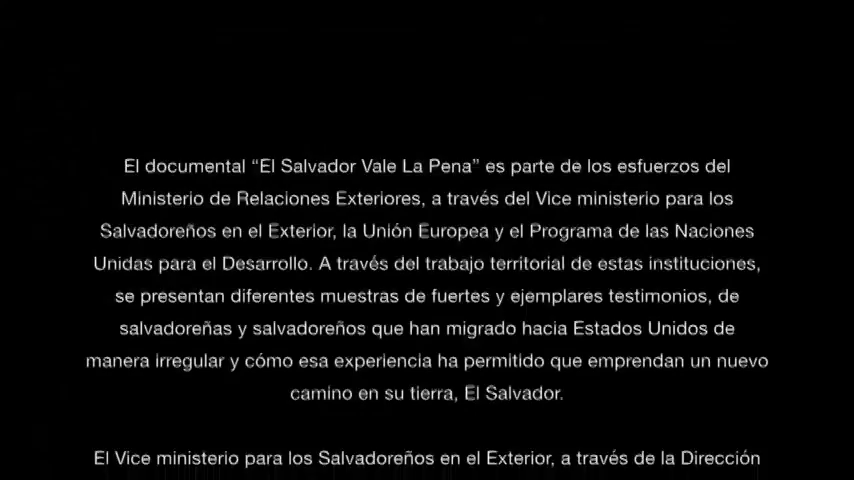 El documental “El Salvador Vale La Pena” es parte de los esfuerzos del
Ministerio de Relaciones Exteriores, a través del Vice ministerio para los
Salvadoreños en el Exterior, la Unión Europea y el Programa de las Naciones
Unidas para el Desarrollo. A través del trabajo territorial de estas instituciones,
se presentan diferentes muestras de fuertes y ejemplares testimonios, de
salvadoreñas y salvadoreños que han migrado hacia Estados Unidos de
manera irregular y cómo esa experiencia ha permitido que emprendan un nuevo
camino en su tierra, El Salvador.
El Vice ministerio para los Salvadoreños en el Exterior, a través de la Dirección